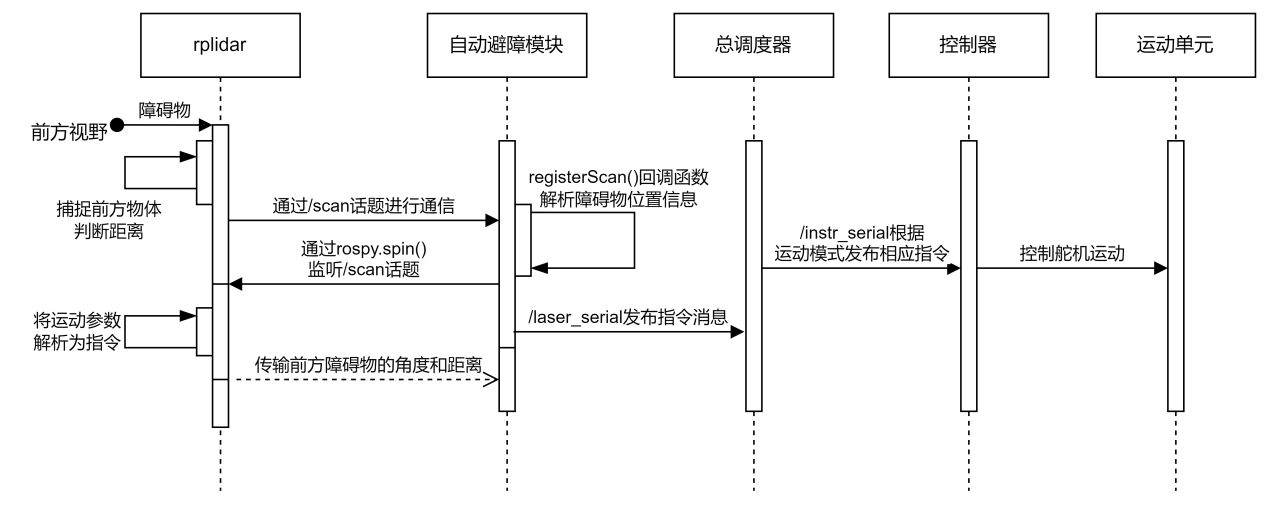 rplidar
自动避障模块
总调度器
控制器
运动单元
障碍物
前方视野
捕捉前方物体
判断距离
通过/scan话题进行通信
registerScan()回调函数
解析障碍物位置信息
通过rospy.spin()
监听/scan话题
/instr_serial根据
运动模式发布相应指令
控制舵机运动
将运动参数
解析为指令
/laser_serial发布指令消息
传输前方障碍物的角度和距离